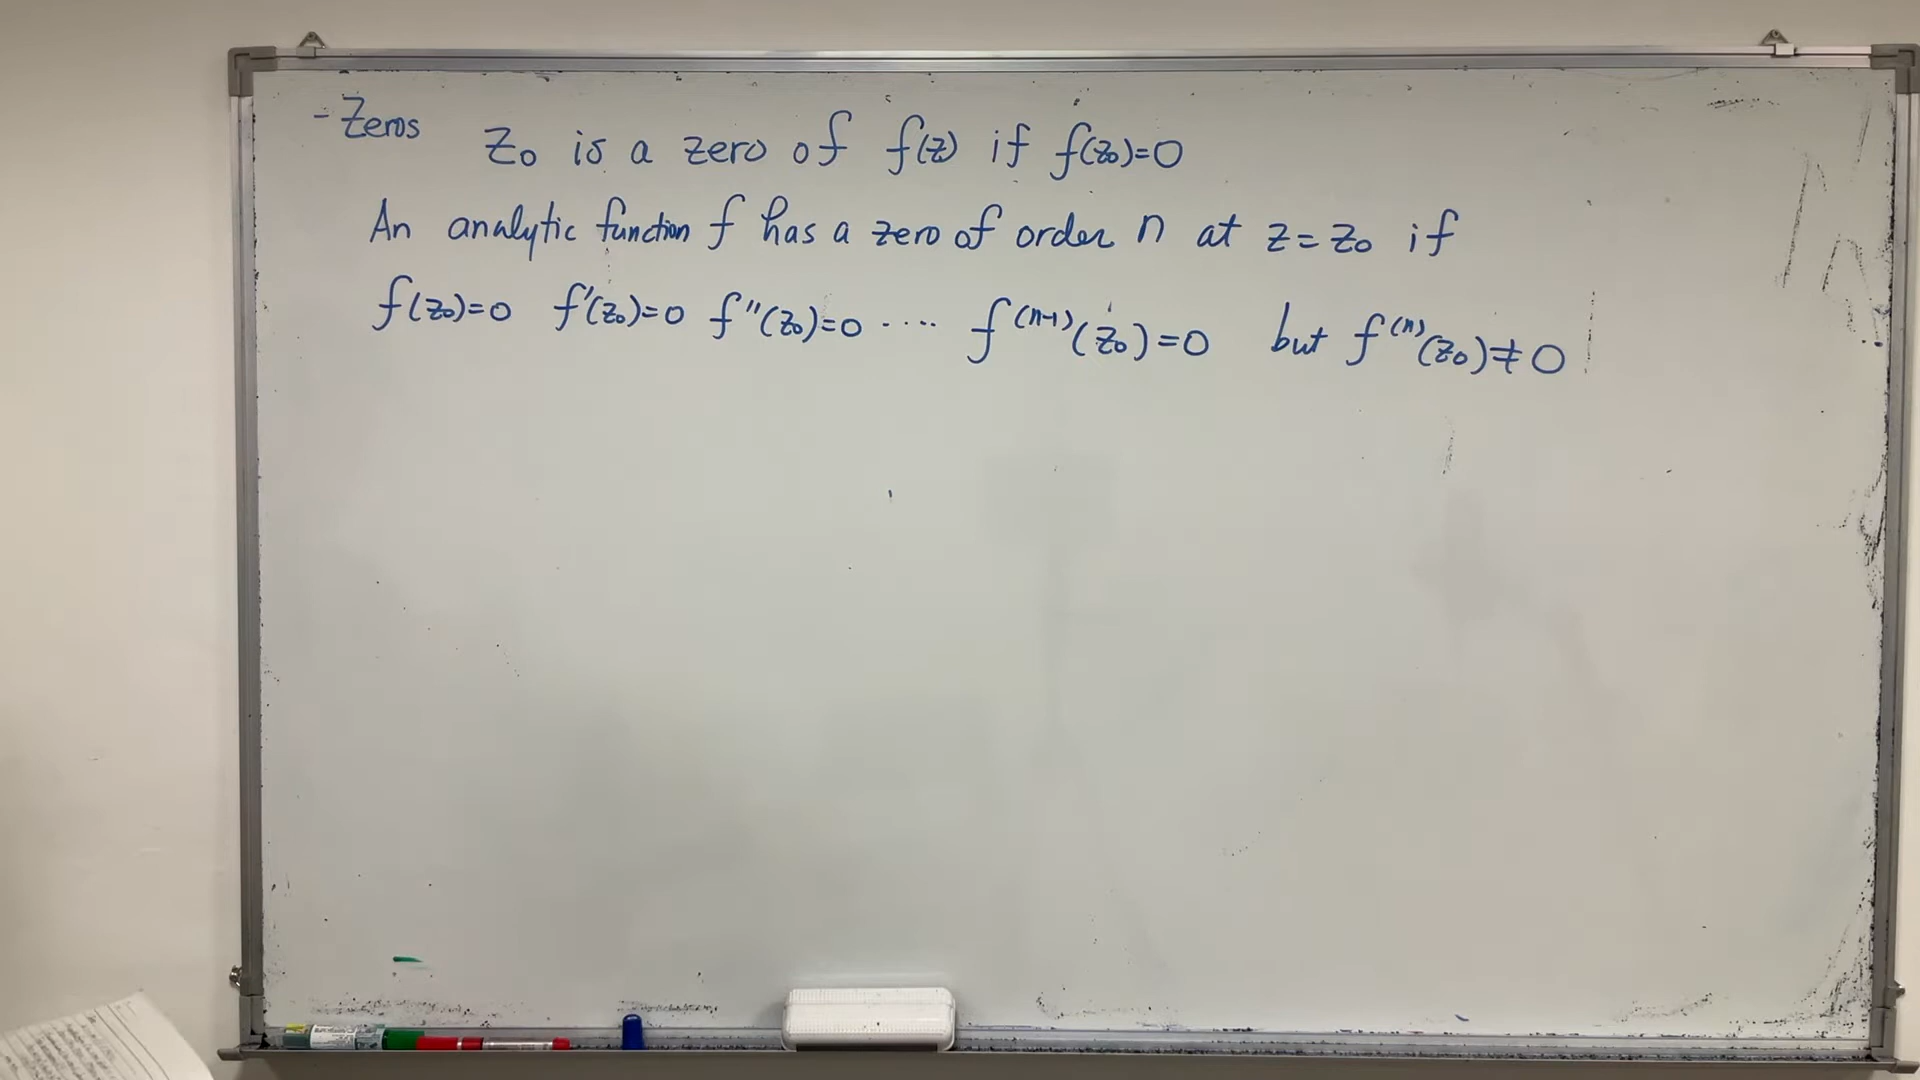 - Zeros z₀ is a zero of f(z) if f(z₀)=0
An analytic function f has a zero of order n at z=z₀ if
f(z₀)=0 f'(z₀)=0 f''(z₀)=0 ···· f⁽ⁿ⁻¹⁾(z₀)=0 but f⁽ⁿ⁾(z₀)≠0